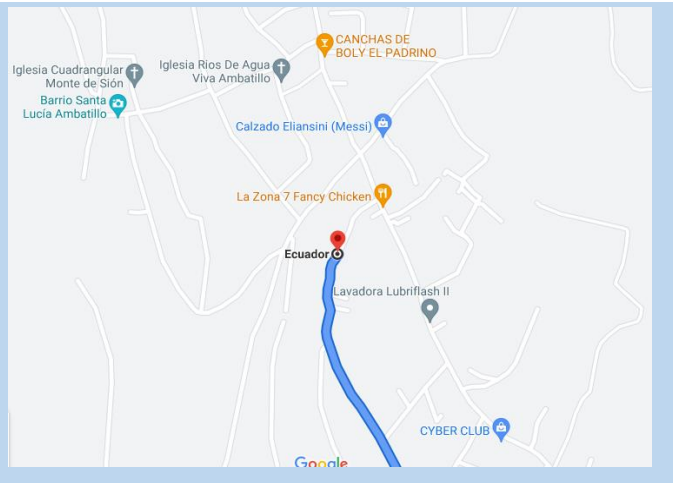 CANCHAS DE
BOLY EL PADRINO
Iglesia Cuadrangular
Monte de Sión
Iglesia Rios De Agua
Viva Ambatillo
Barrio Santa
Lucía Ambatillo
Calzado Eliansini (Messi)
La Zona 7 Fancy Chicken
Ecuador
Lavadora Lubriflash II
CYBER CLUB
Google